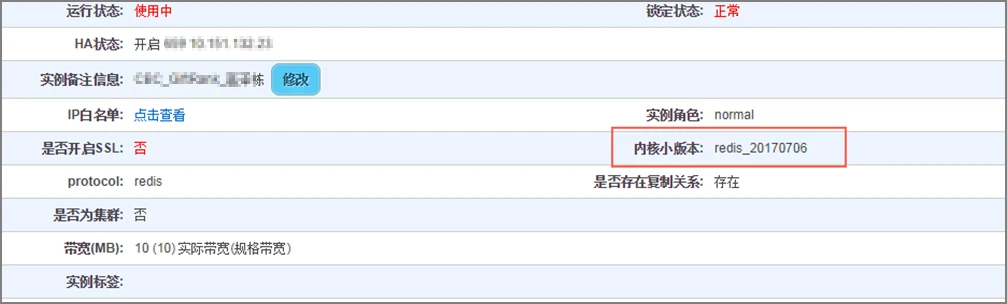 运行状态: 使用中 锁定状态: 正常
HA状态: 开启
实例备注信息: 修改
IP白名单: 点击查看 实例角色: normal
是否开启SSL: 否 内核小版本: redis_20170706
protocol: redis 是否存在复制关系: 存在
是否为集群: 否
带宽(MB): 10 (10) 实际带宽(规格带宽)
实例标签: